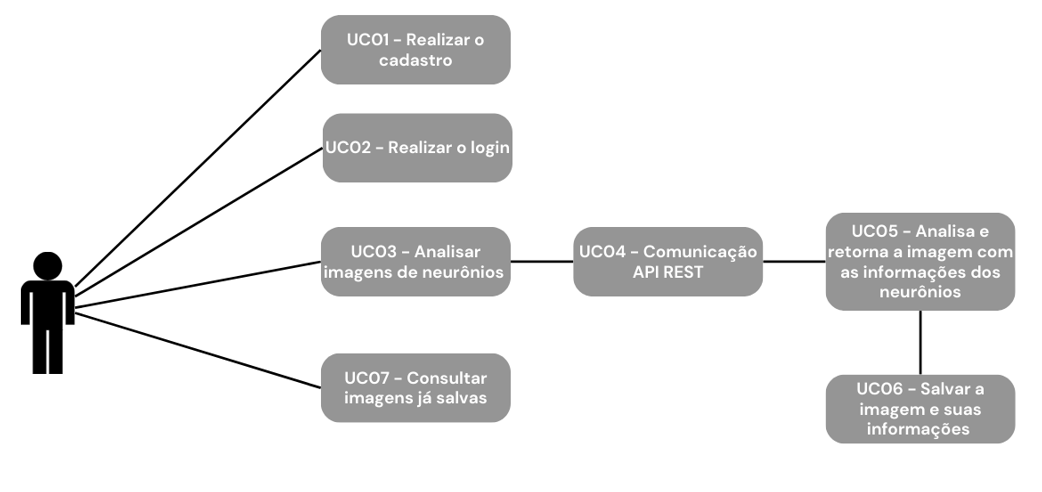 UC01 - Realizar o
cadastro
UC02 - Realizar o login
UC03 - Analisar
imagens de neurônios
UC04 - Comunicação
API REST
UC05 - Analisa e
retorna a imagem com
as informações dos
neurônios
UC07 - Consultar
imagens já salvas
UC06 - Salvar a
imagem e suas
informações